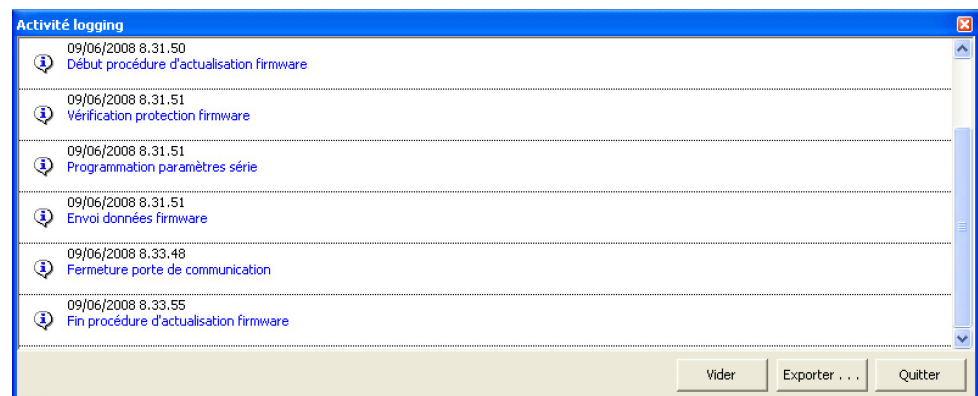 Activité logging
09/06/2008 8.31.50
Début procédure d'actualisation firmware
09/06/2008 8.31.51
Vérification protection firmware
09/06/2008 8.31.51
Programmation paramètres série
09/06/2008 8.31.51
Envoi données firmware
09/06/2008 8.33.48
Fermeture porte de communication
09/06/2008 8.33.55
Fin procédure d'actualisation firmware
Vider
Exporter . . .
Quitter